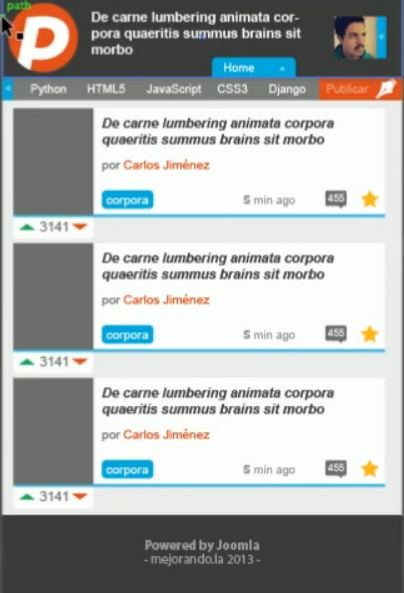 path
P
De carne lumbering animata cor-
pora quaeritis summus brains sit
morbo
Home
Python HTML5 JavaScript CSS3 Django Publicar
De carne lumbering animata corpora
quaeritis summus brains sit morbo
por Carlos Jiménez
corpora 5 min ago 455
3141
De carne lumbering animata corpora
quaeritis summus brains sit morbo
por Carlos Jiménez
corpora 5 min ago 455
3141
De carne lumbering animata corpora
quaeritis summus brains sit morbo
por Carlos Jiménez
corpora 5 min ago 455
3141
Powered by Joomla
- mejorando.la 2013 -